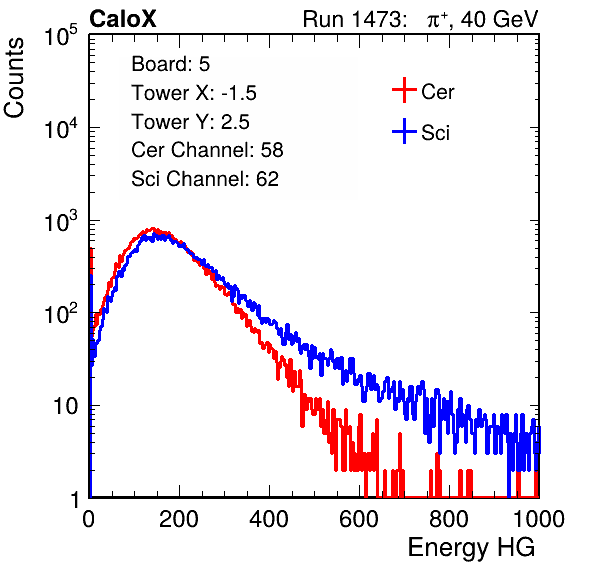 CaloX Run 1473: π⁺, 40 GeV
Counts
Board: 5
Tower X: -1.5
Tower Y: 2.5
Cer Channel: 58
Sci Channel: 62
Cer
Sci
10⁵
10⁴
10³
10²
10
1
0 200 400 600 800 1000
Energy HG